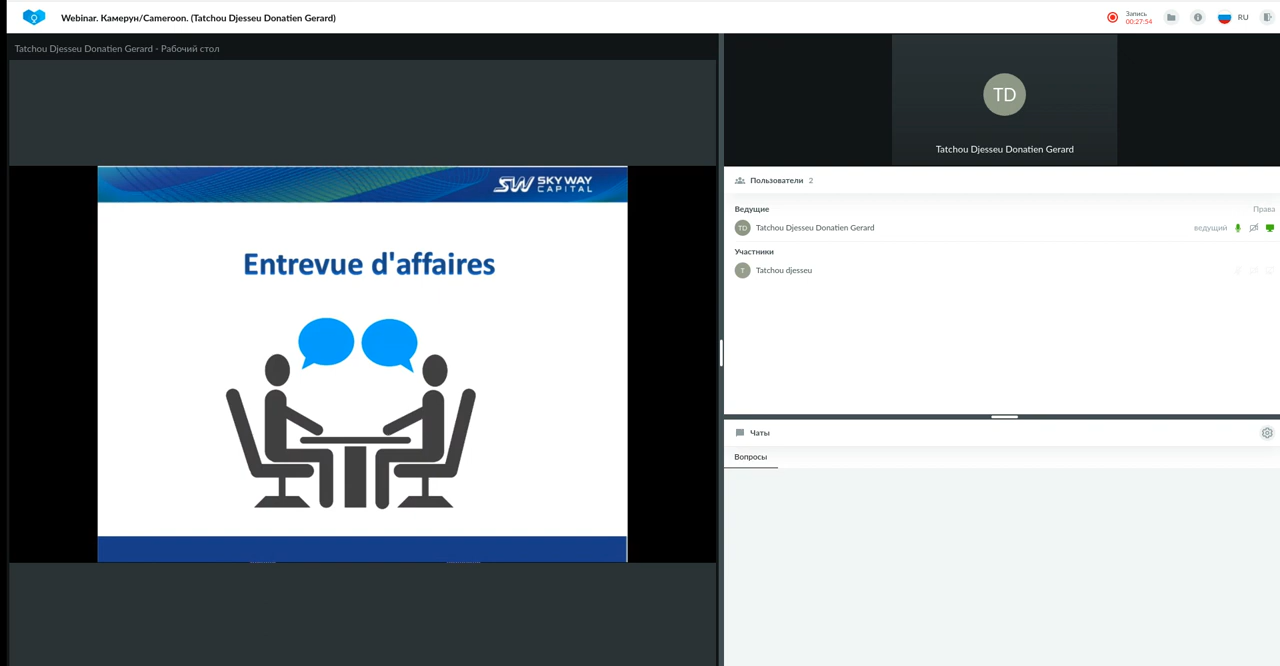 Webinar. Камерун/Cameroon. (Tatchou Djesseu Donatien Gerard)
Запись
00:27:54
RU
Tatchou Djesseu Donatien Gerard - Рабочий стол
SW SKY WAY
CAPITAL
Entrevue d'affaires
TD
Tatchou Djesseu Donatien Gerard
Пользователи 2
Ведущие Права
TD Tatchou Djesseu Donatien Gerard ведущий
Участники
T Tatchou djesseu
Чаты
Вопросы